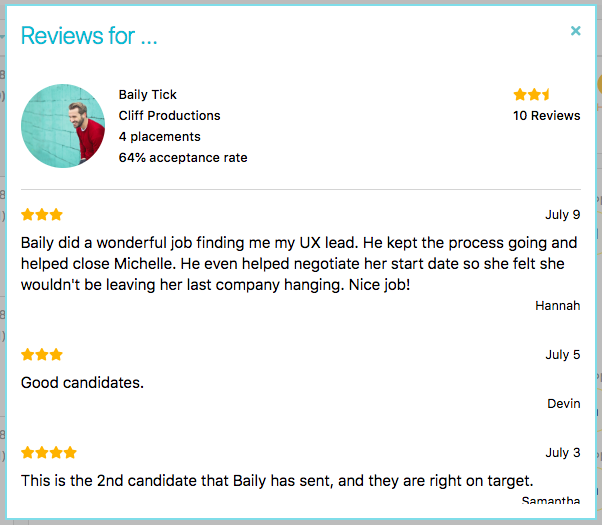 Reviews for ...
Baily Tick
Cliff Productions
10 Reviews
4 placements
64% acceptance rate
July 9
Baily did a wonderful job finding me my UX lead. He kept the process going and
helped close Michelle. He even helped negotiate her start date so she felt she
wouldn't be leaving her last company hanging. Nice job!
Hannah
July 5
Good candidates.
Devin
July 3
This is the 2nd candidate that Baily has sent, and they are right on target.
Samantha